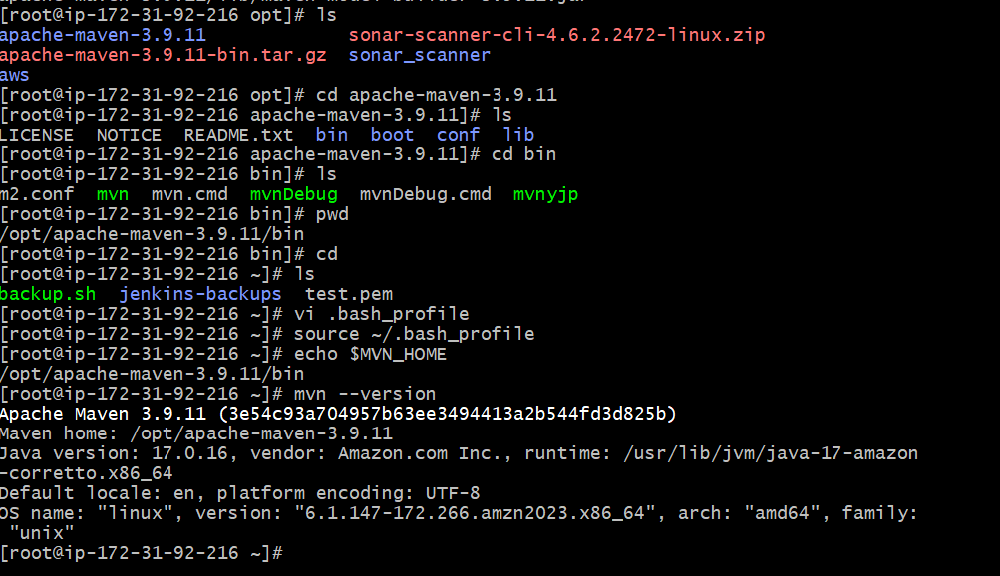 [root@ip-172-31-92-216 opt]# ls
apache-maven-3.9.11 sonar-scanner-cli-4.6.2.2472-linux.zip
apache-maven-3.9.11-bin.tar.gz sonar_scanner
aws
[root@ip-172-31-92-216 opt]# cd apache-maven-3.9.11
[root@ip-172-31-92-216 apache-maven-3.9.11]# ls
LICENSE NOTICE README.txt bin boot conf lib
[root@ip-172-31-92-216 apache-maven-3.9.11]# cd bin
[root@ip-172-31-92-216 bin]# ls
m2.conf mvn mvn.cmd mvnDebug mvnDebug.cmd mvnyjp
[root@ip-172-31-92-216 bin]# pwd
/opt/apache-maven-3.9.11/bin
[root@ip-172-31-92-216 bin]# cd
[root@ip-172-31-92-216 ~]# ls
backup.sh jenkins-backups test.pem
[root@ip-172-31-92-216 ~]# vi .bash_profile
[root@ip-172-31-92-216 ~]# source ~/.bash_profile
[root@ip-172-31-92-216 ~]# echo $MVN_HOME
/opt/apache-maven-3.9.11/bin
[root@ip-172-31-92-216 ~]# mvn --version
Apache Maven 3.9.11 (3e54c93a704957b63ee3494413a2b544fd3d825b)
Maven home: /opt/apache-maven-3.9.11
Java version: 17.0.16, vendor: Amazon.com Inc., runtime: /usr/lib/jvm/java-17-amazon
-corretto.x86_64
Default locale: en, platform encoding: UTF-8
OS name: "linux", version: "6.1.147-172.266.amzn2023.x86_64", arch: "amd64", family:
"unix"
[root@ip-172-31-92-216 ~]#